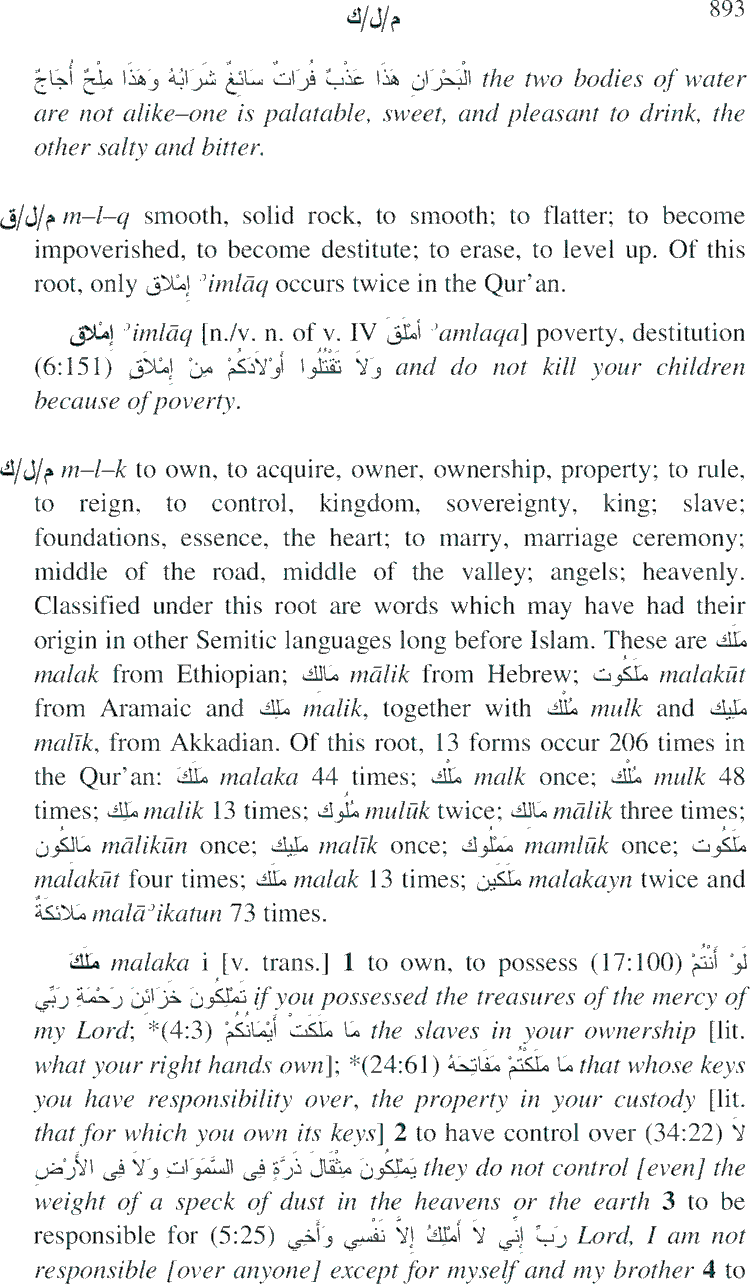 م/ل/ك 893
الْبَحْرَانِ هَذَا عَذْبٌ فُرَاتٌ سَائِغٌ شَرَابُهُ وَهَذَا مِلْحٌ أُجَاجٌ the two bodies of water
are not alike–one is palatable, sweet, and pleasant to drink, the
other salty and bitter.
م/ل/ق m–l–q smooth, solid rock, to smooth; to flatter; to become
impoverished, to become destitute; to erase, to level up. Of this
root, only إِمْلاق ʾimlāq occurs twice in the Qur’an.
إِمْلاق ʾimlāq [n./v. n. of v. IV أَمْلَقَ ʾamlaqa] poverty, destitution
(6:151) وَلاَ تَقْتُلُوا أَوْلاَدَكُمْ مِنْ إِمْلاَقٍ and do not kill your children
because of poverty.
م/ل/ك m–l–k to own, to acquire, owner, ownership, property; to rule,
to reign, to control, kingdom, sovereignty, king; slave;
foundations, essence, the heart; to marry, marriage ceremony;
middle of the road, middle of the valley; angels; heavenly.
Classified under this root are words which may have had their
origin in other Semitic languages long before Islam. These are مَلَك
malak from Ethiopian; مَالِك mālik from Hebrew; مَلَكُوت malakūt
from Aramaic and مَلِك malik, together with مُلْك mulk and مَلِيك
malīk, from Akkadian. Of this root, 13 forms occur 206 times in
the Qur’an: مَلَكَ malaka 44 times; مَلْك malk once; مُلْك mulk 48
times; مَلِك malik 13 times; مُلُوك mulūk twice; مَالِك mālik three times;
مَالِكُون mālikūn once; مَلِيك malīk once; مَمْلُوك mamlūk once; مَلَكُوت
malakūt four times; مَلَك malak 13 times; مَلَكَين malakayn twice and
مَلائِكَةٌ malāʾikatun 73 times.
مَلَكَ malaka i [v. trans.] 1 to own, to possess (17:100) لَوْ أَنْتُمْ
تَمْلِكُونَ خَزَائِنَ رَحْمَةِ رَبِّي if you possessed the treasures of the mercy of
my Lord; *(4:3) مَا مَلَكَتْ أَيْمَانُكُمْ the slaves in your ownership [lit.
what your right hands own]; *(24:61) مَا مَلَكْتُمْ مَفَاتِحَهُ that whose keys
you have responsibility over, the property in your custody [lit.
that for which you own its keys] 2 to have control over (34:22) لاَ
يَمْلِكُونَ مِثْقَالَ ذَرَّةٍ فِى السَّمَوَاتِ وَلاَ فِى الأَرْضِ they do not control [even] the
weight of a speck of dust in the heavens or the earth 3 to be
responsible for (5:25) رَبِّ إِنِّي لاَ أَمْلِكُ إِلاَّ نَفْسِي وَأَخِي Lord, I am not
responsible [over anyone] except for myself and my brother 4 to